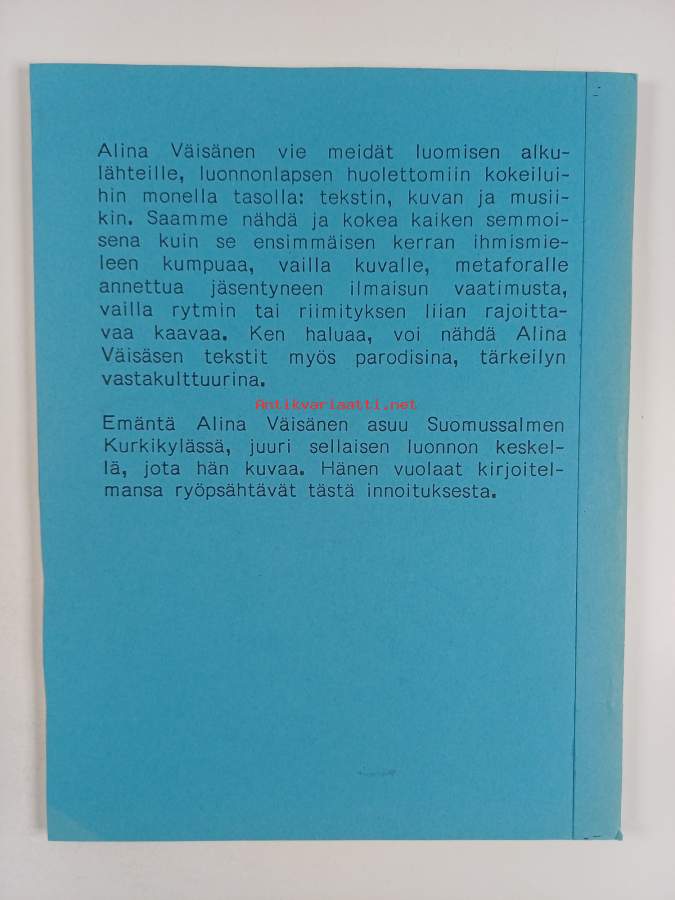 Alina Väisänen vie meidät luomisen alku-
lähteille, luonnonlapsen huolettomiin kokeilui-
hin monella tasolla: tekstin, kuvan ja musii-
kin. Saamme nähdä ja kokea kaiken semmoi-
sena kuin se ensimmäisen kerran ihmismie-
leen kumpuaa, vailla kuvalle, metaforalle
annettua jäsentyneen ilmaisun vaatimusta,
vailla rytmin tai riimityksen liian rajoitta-
vaa kaavaa. Ken haluaa, voi nähdä Alina
Väisäsen tekstit myös parodisina, tärkeilyn
vastakulttuurina.
Antikvariaatti.net
Emäntä Alina Väisänen asuu Suomussalmen
Kurkikylässä, juuri sellaisen luonnon keskel-
lä, jota hän kuvaa. Hänen vuolaat kirjoitel-
mansa ryöpsähtävät tästä innoituksesta.